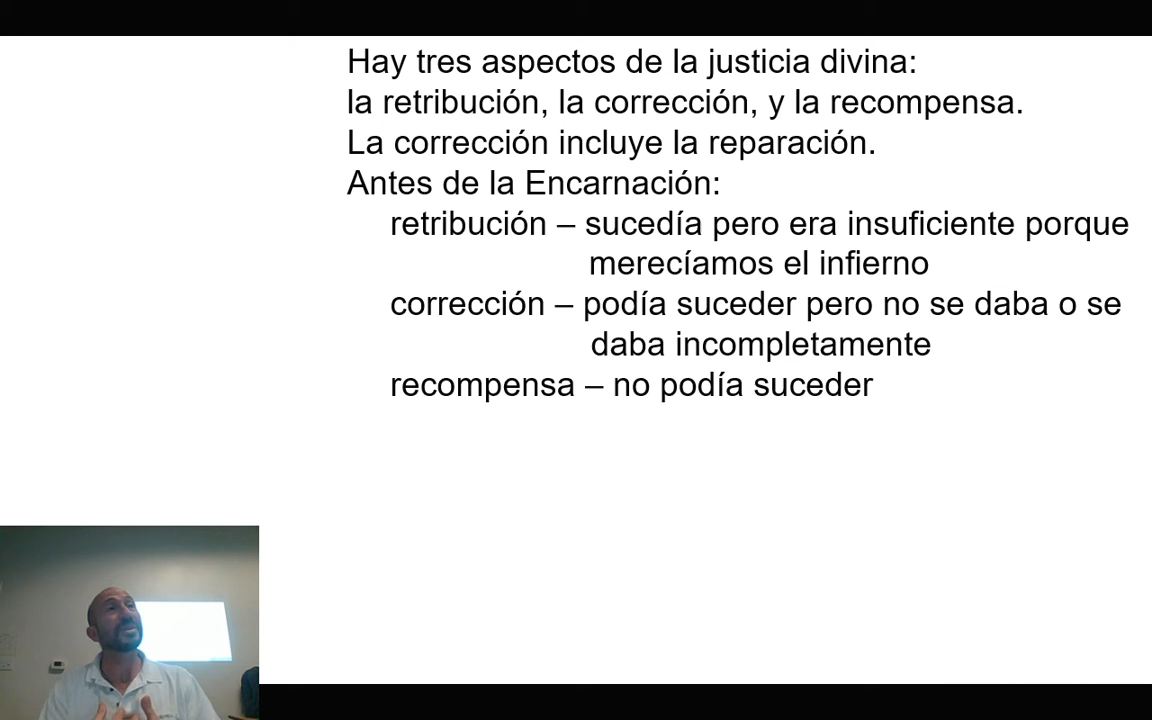 Hay tres aspectos de la justicia divina:
la retribución, la corrección, y la recompensa.
La corrección incluye la reparación.
Antes de la Encarnación:
retribución – sucedía pero era insuficiente porque
merecíamos el infierno
corrección – podía suceder pero no se daba o se
daba incompletamente
recompensa – no podía suceder